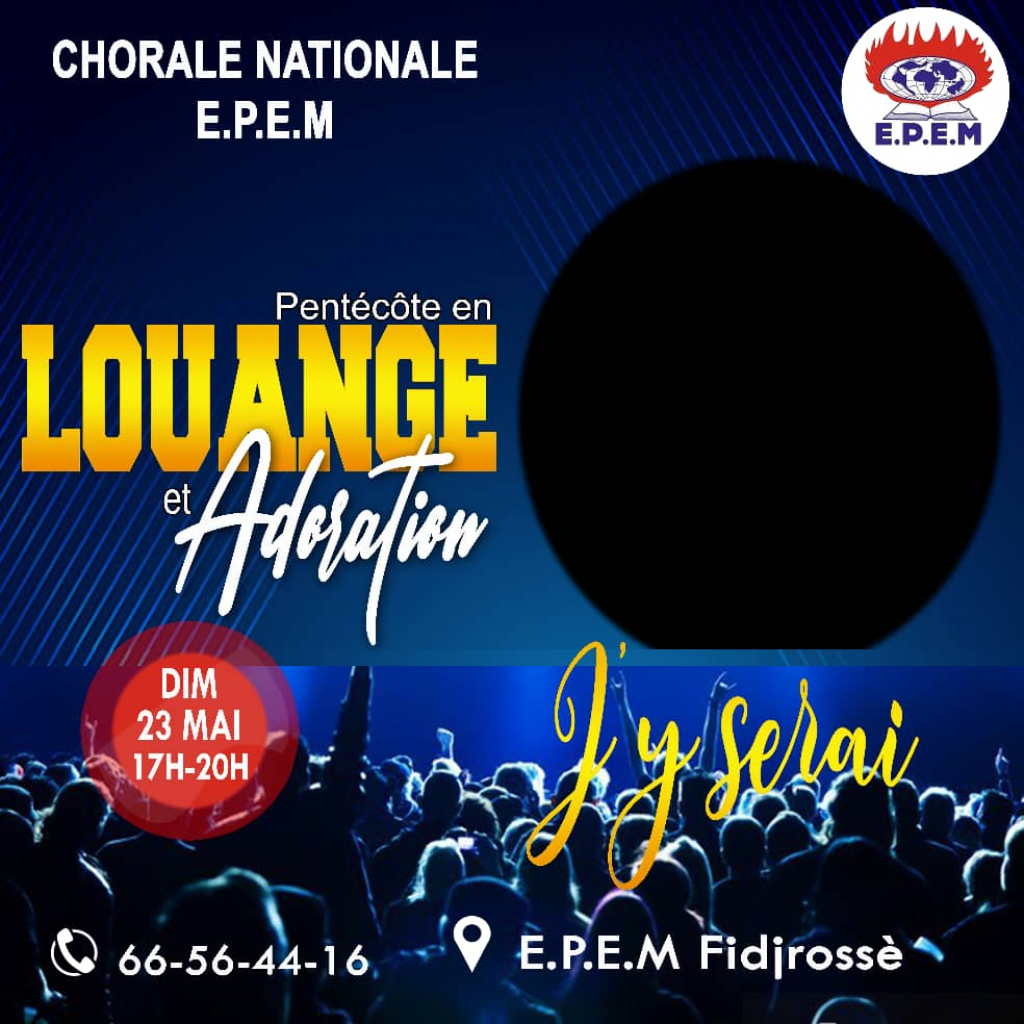 CHORALE NATIONALE
E.P.E.M
E.P.E.M
Pentécôte en
LOUANGE
et Adoration
DIM
23 MAI
17H-20H
J'y serai
66-56-44-16
E.P.E.M Fidjrossè